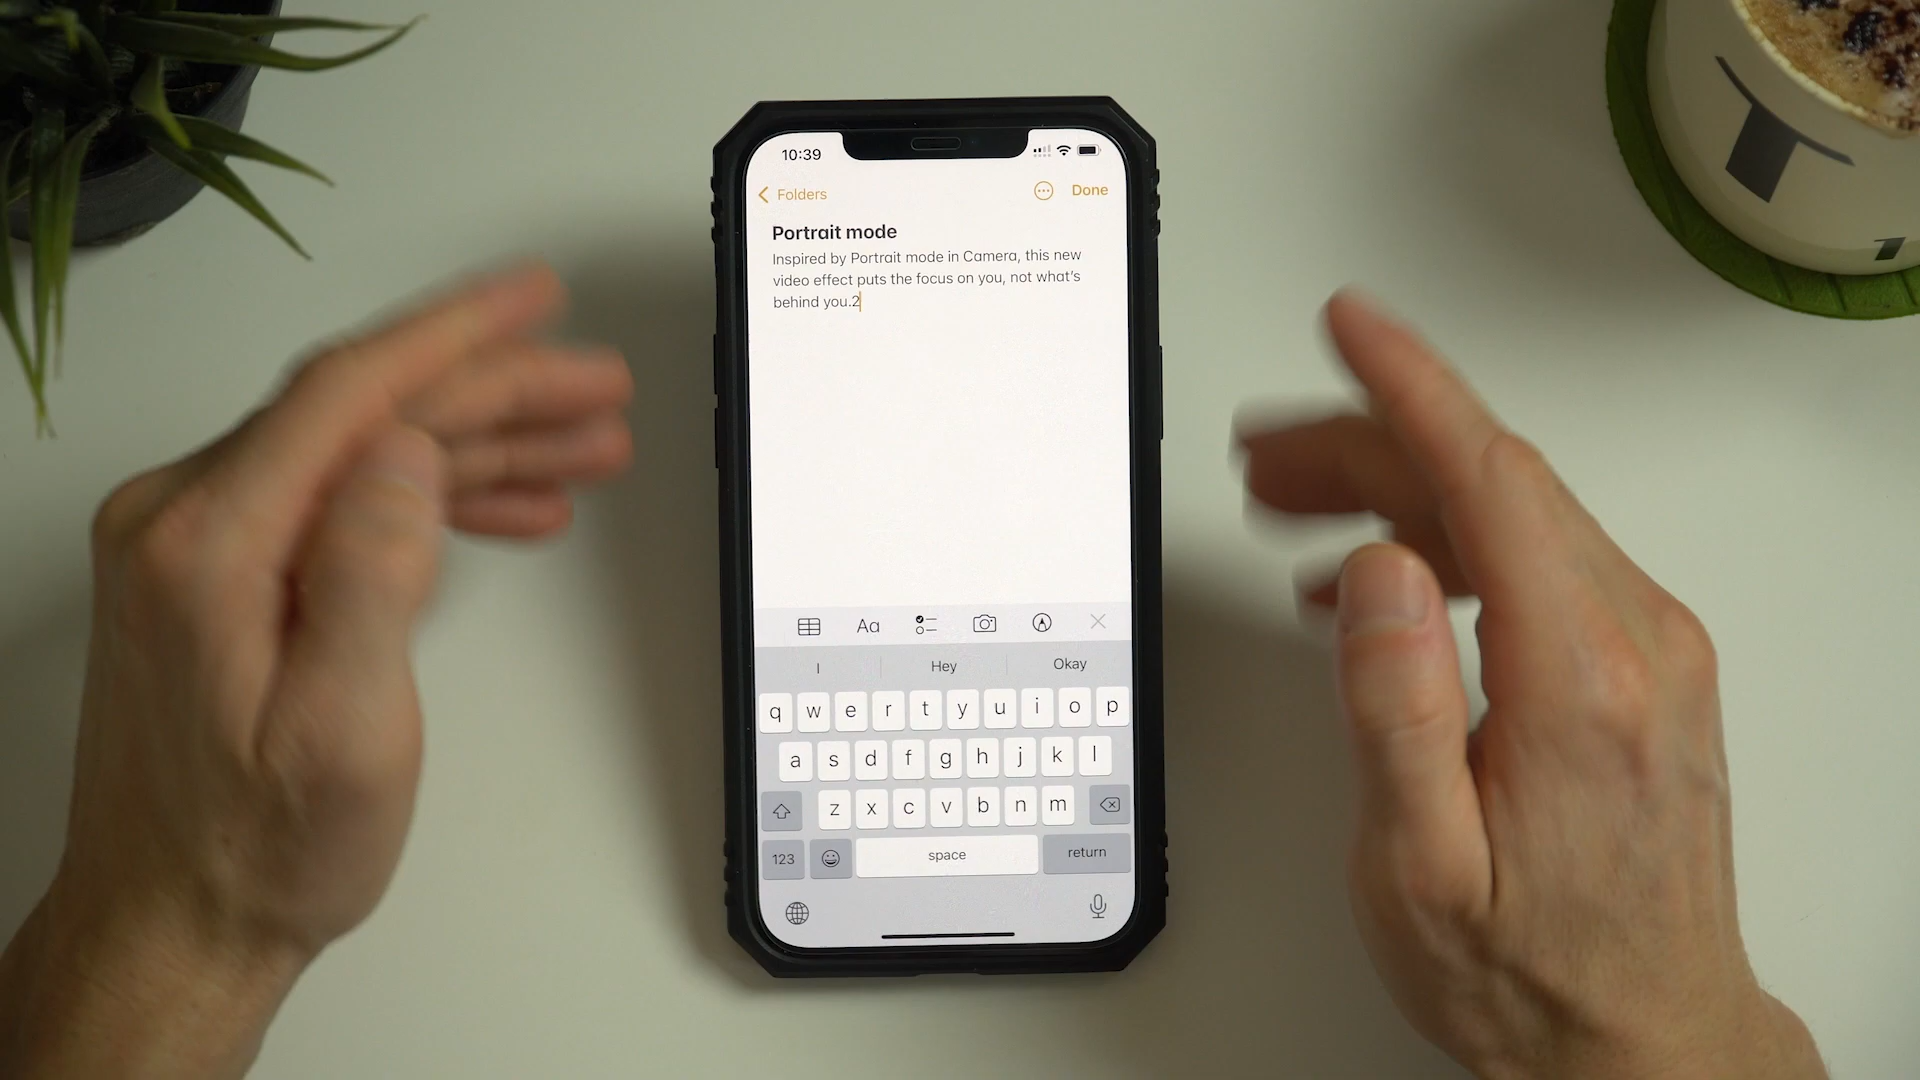 10:39
Folders
Done
Portrait mode
Inspired by Portrait mode in Camera, this new
video effect puts the focus on you, not what's
behind you.2
Aa
I Hey Okay
q w e r t y u i o p
a s d f g h j k l
z x c v b n m
123 space return
T
1